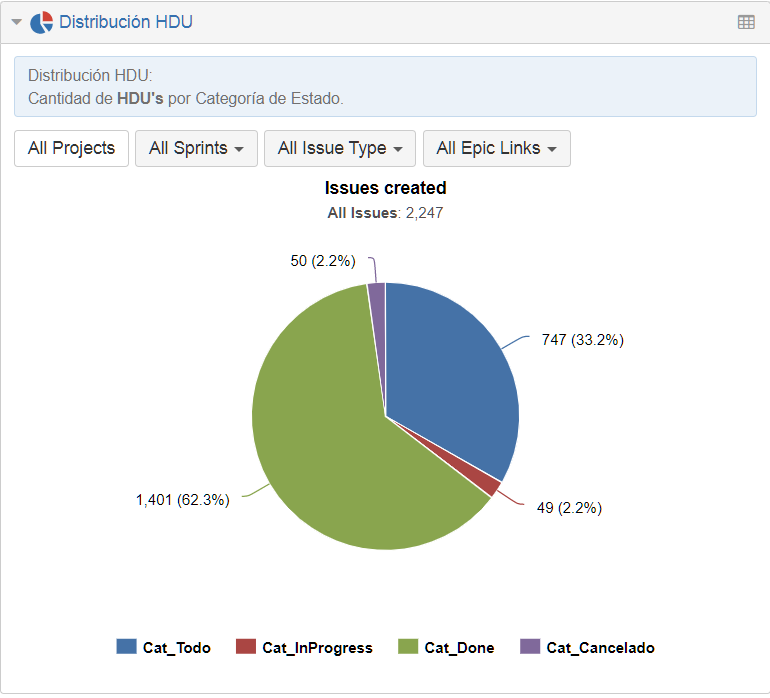 Distribución HDU
Distribución HDU:
Cantidad de HDU's por Categoría de Estado.
All Projects All Sprints All Issue Type All Epic Links
Issues created
All Issues: 2,247
50 (2.2%)
747 (33.2%)
1,401 (62.3%)
49 (2.2%)
Cat_Todo Cat_InProgress Cat_Done Cat_Cancelado